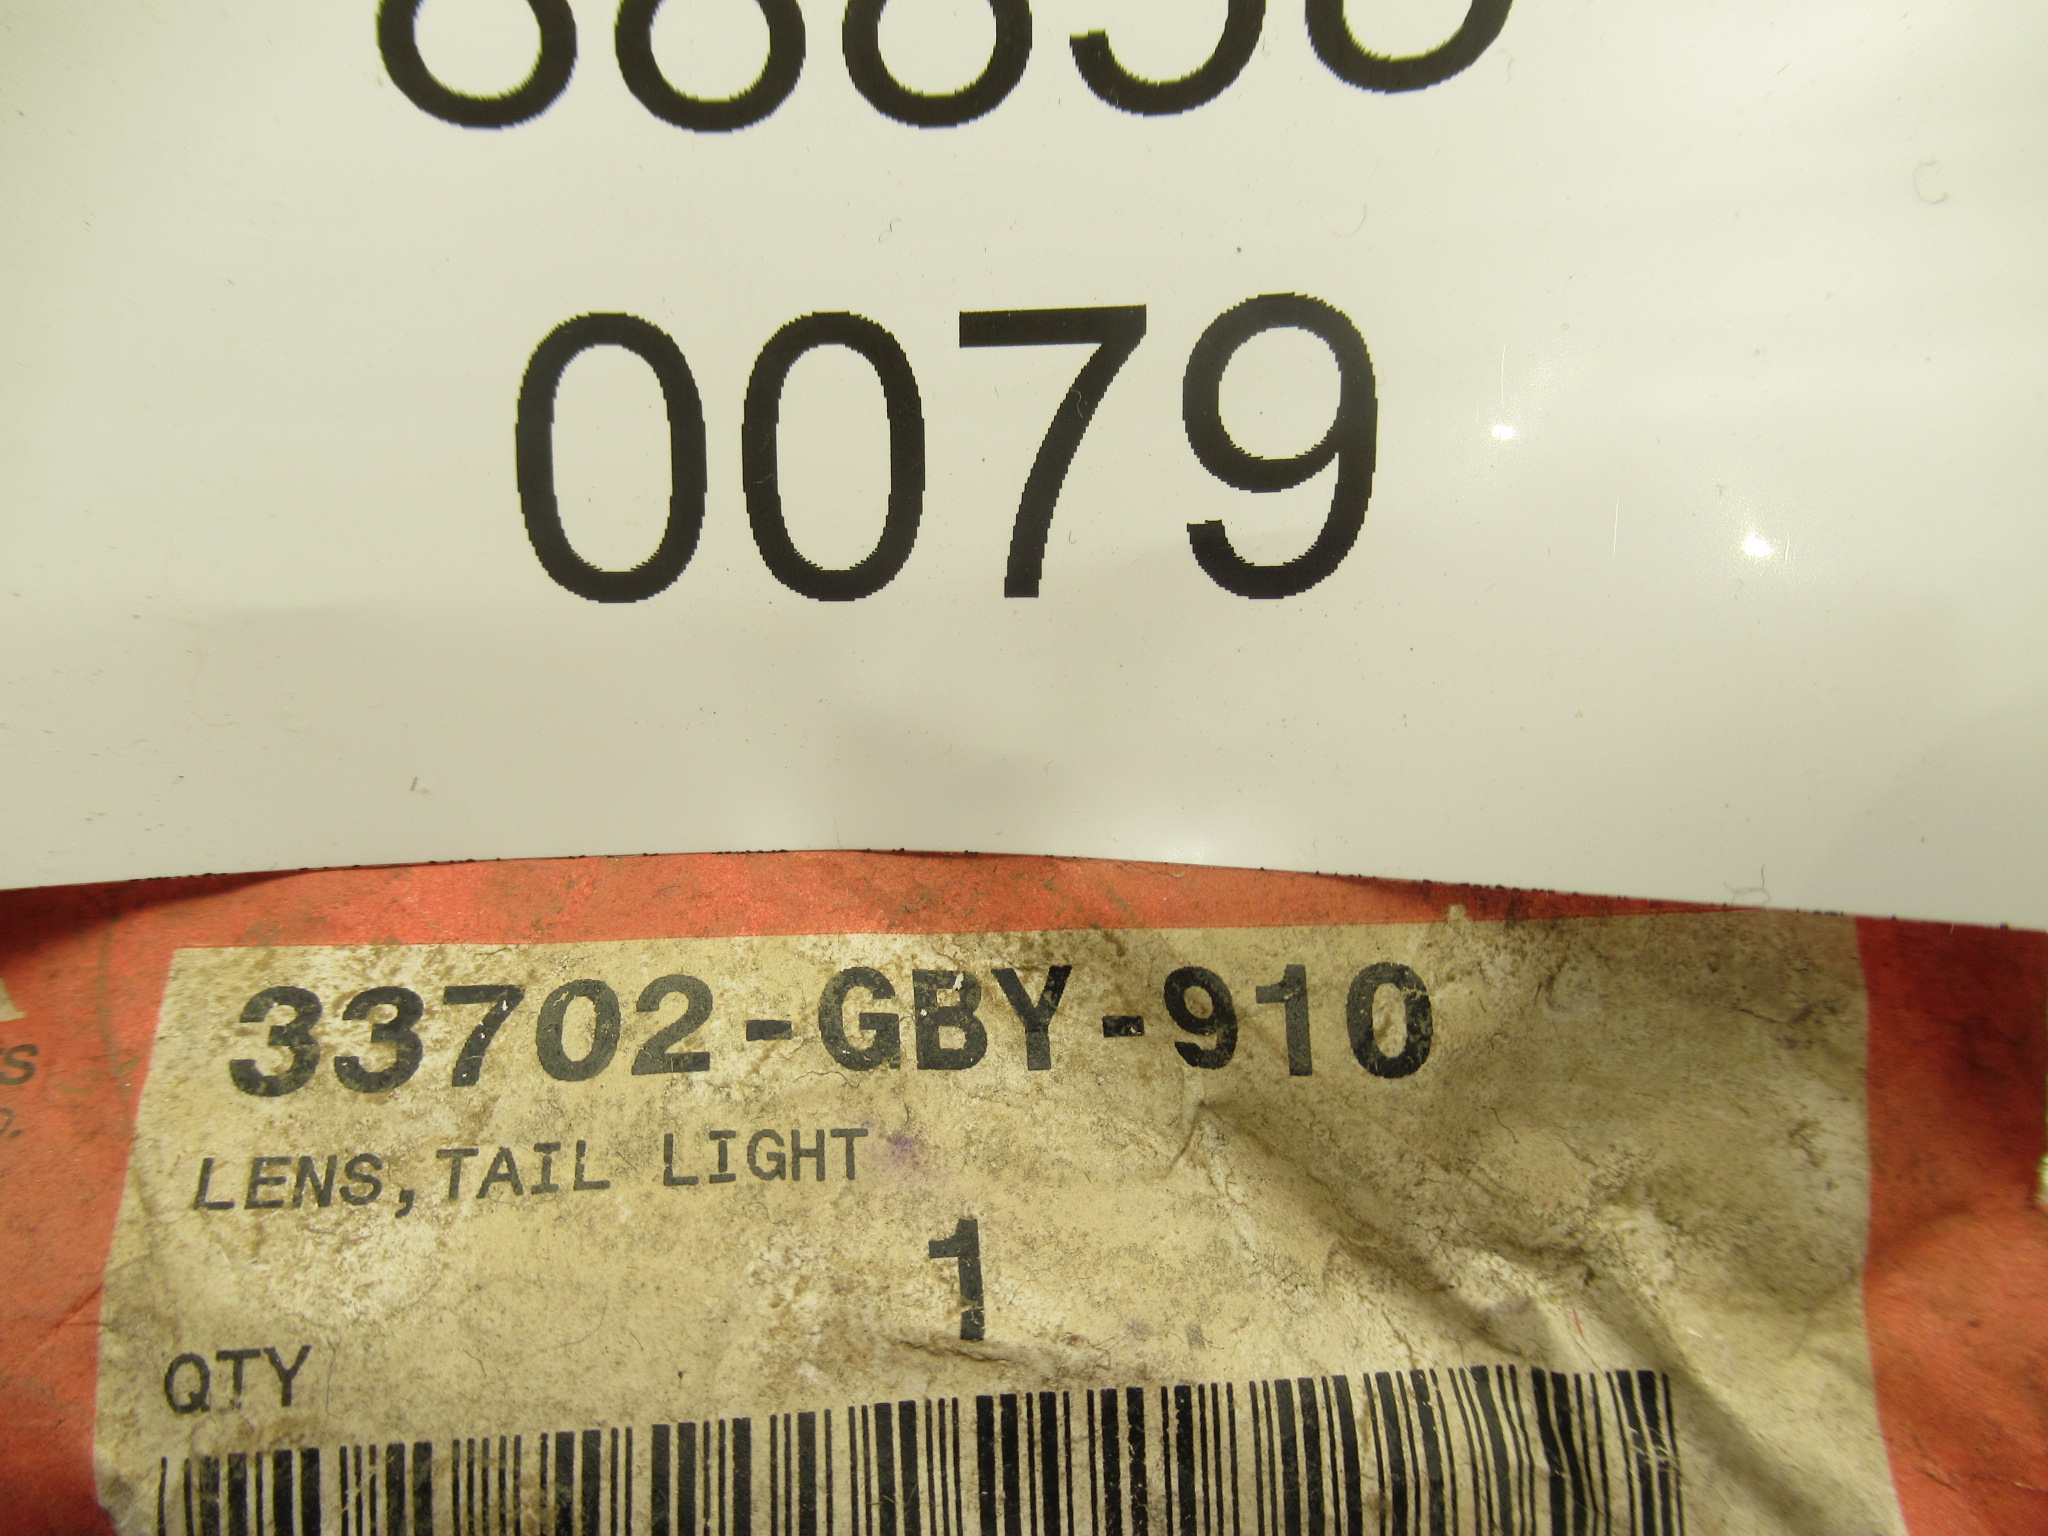 0079
33702-GBY-910
LENS, TAIL LIGHT
1
QTY